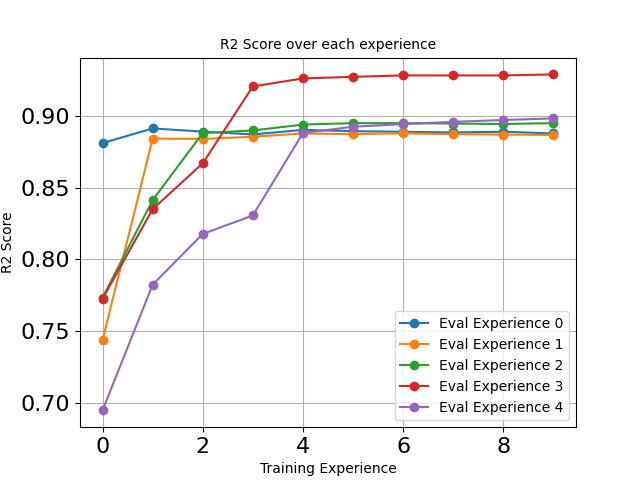 R2 Score over each experience
R2 Score
0.90
0.85
0.80
0.75
0.70
0 2 4 6 8
Training Experience
Eval Experience 0
Eval Experience 1
Eval Experience 2
Eval Experience 3
Eval Experience 4